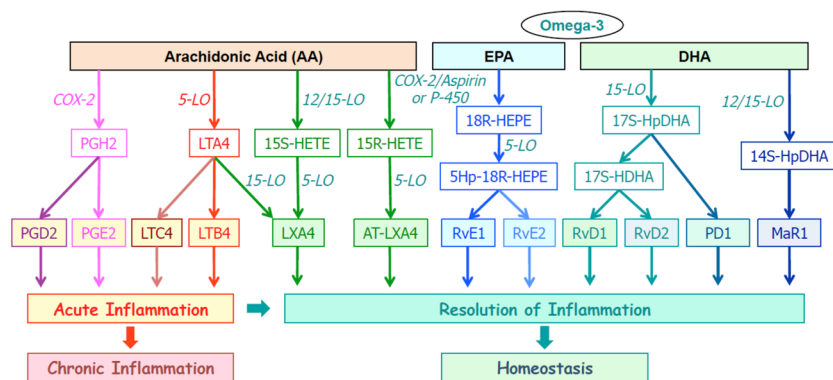 Omega-3
Arachidonic Acid (AA)
EPA
DHA
COX-2
5-LO
12/15-LO
COX-2/Aspirin
or P-450
15-LO
12/15-LO
PGH2
LTA4
15S-HETE
15R-HETE
18R-HEPE
17S-HpDHA
14S-HpDHA
15-LO
5-LO
5-LO
5-LO
5Hp-18R-HEPE
17S-HDHA
PGD2
PGE2
LTC4
LTB4
LXA4
AT-LXA4
RvE1
RvE2
RvD1
RvD2
PD1
MaR1
Acute Inflammation
Resolution of Inflammation
Chronic Inflammation
Homeostasis